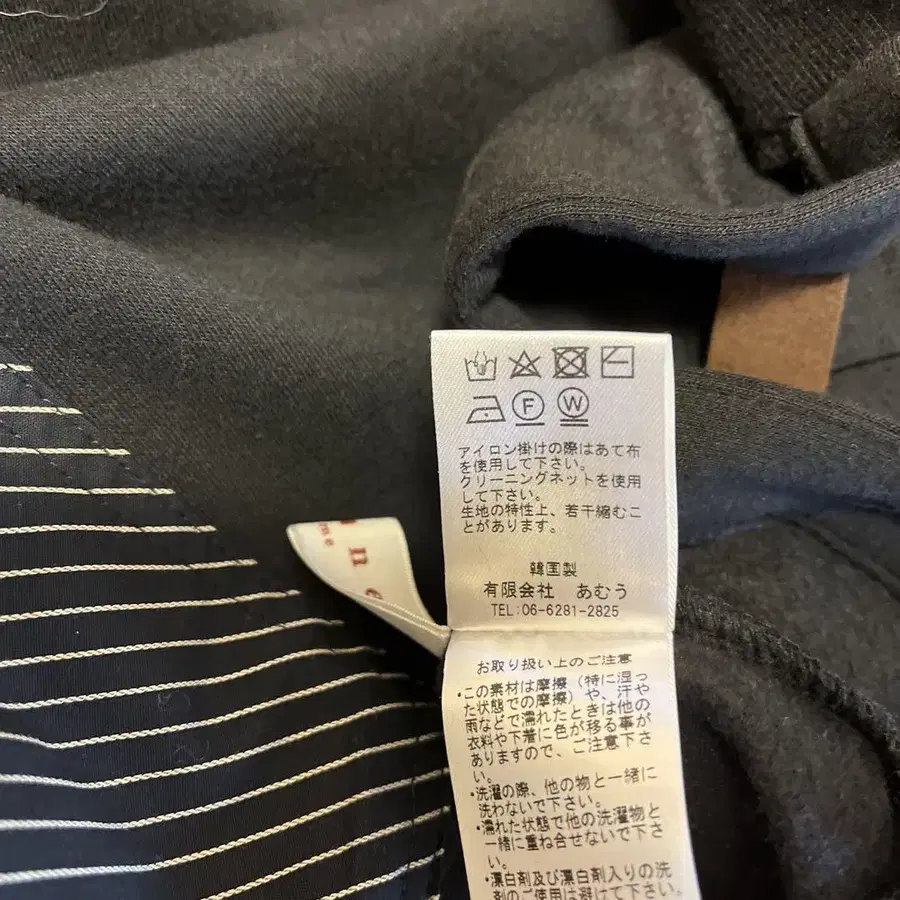 F W
アイロン掛けの際はあて布
を使用して下さい。
クリーニングネットを使用
して下さい。
生地の特性上、若干縮むこ
とがあります。
韓国製
有限会社 あむう
TEL:06-6281-2825
n e
me
お取り扱い上のご注意
・この素材は摩擦（特に湿っ
た状態での摩擦）や、汗や
雨などで濡れたときは他の
衣料や下着に色が移る事が
ありますので、ご注意下さ
い。
・洗濯の際、他の物と一緒に
洗わないで下さい。
・濡れた状態で他の洗濯物と
一緒に重ね合せないで下さ
い。
・漂白剤及び漂白剤入りの洗
剤のご使用は避けて下さい。